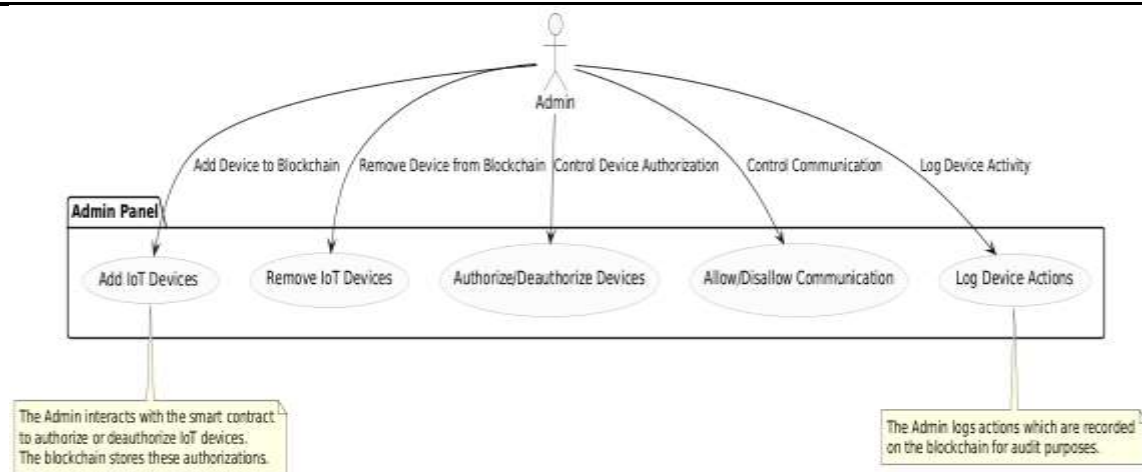 Admin
Add Device to Blockchain
Remove Device from Blockchain
Control Device Authorization
Control Communication
Log Device Activity
Admin Panel
Add IoT Devices
Remove IoT Devices
Authorize/Deauthorize Devices
Allow/Disallow Communication
Log Device Actions
The Admin interacts with the smart contract
to authorize or deauthorize IoT devices.
The blockchain stores these authorizations.
The Admin logs actions which are recorded
on the blockchain for audit purposes.